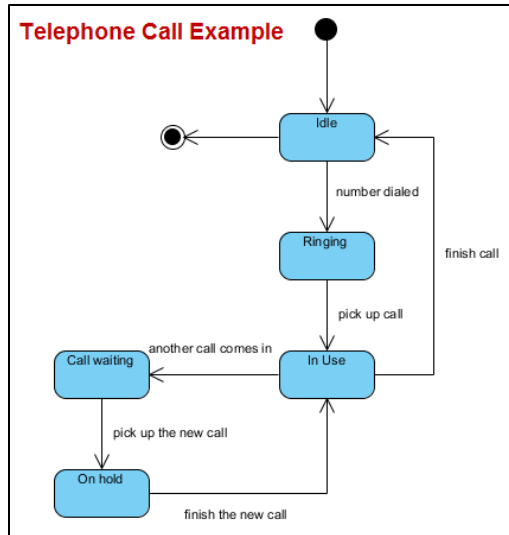 Telephone Call Example
Idle
number dialed
Ringing
finish call
pick up call
another call comes in
Call waiting
In Use
pick up the new call
On hold
finish the new call